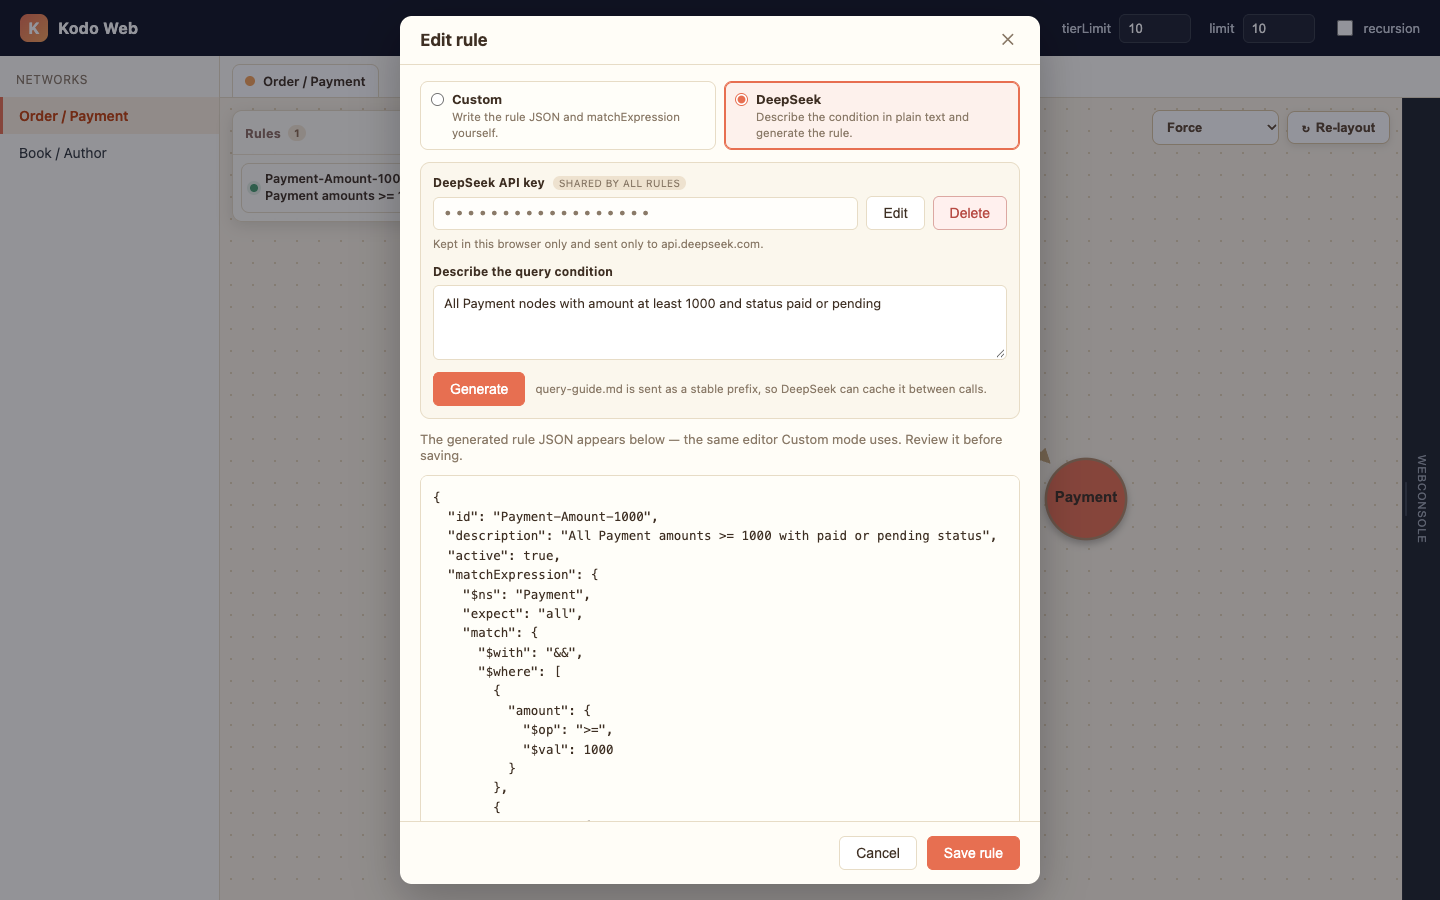 K Kodo Web
tierLimit 10 limit 10 recursion
NETWORKS
Order / Payment
Book / Author
Order / Payment
Rules 1
Payment-Amount-100
Payment amounts >=
Force
↻ Re-layout
Payment
WEBCONSOLE
Edit rule
Custom
Write the rule JSON and matchExpression
yourself.
DeepSeek
Describe the condition in plain text and
generate the rule.
DeepSeek API key SHARED BY ALL RULES
Edit
Delete
Kept in this browser only and sent only to api.deepseek.com.
Describe the query condition
All Payment nodes with amount at least 1000 and status paid or pending
Generate
query-guide.md is sent as a stable prefix, so DeepSeek can cache it between calls.
The generated rule JSON appears below — the same editor Custom mode uses. Review it before
saving.
{
"id": "Payment-Amount-1000",
"description": "All Payment amounts >= 1000 with paid or pending status",
"active": true,
"matchExpression": {
"$ns": "Payment",
"expect": "all",
"match": {
"$with": "&&",
"$where": [
{
"amount": {
"$op": ">=",
"$val": 1000
}
},
{
Cancel
Save rule